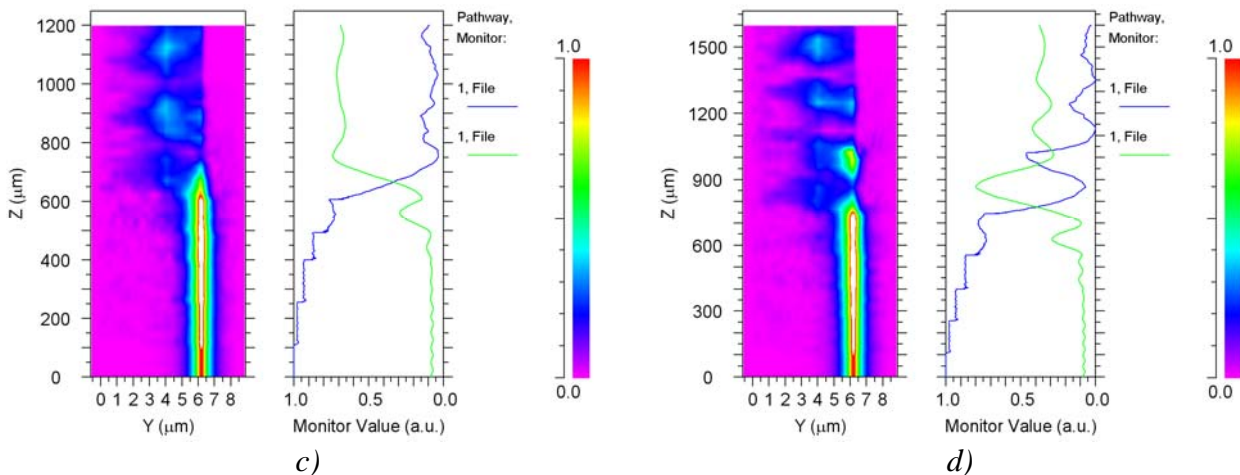 1200
1000
800
600
400
200
0
Z (μm)
0 1 2 3 4 5 6 7 8
Y (μm)
1.0 0.5 0.0
Monitor Value (a.u.)
Pathway,
Monitor:
1, File
1, File
1.0
0.0
c)
1500
1200
900
600
300
0
Z (μm)
0 1 2 3 4 5 6 7 8
Y (μm)
1.0 0.5 0.0
Monitor Value (a.u.)
Pathway,
Monitor:
1, File
1, File
1.0
0.0
d)